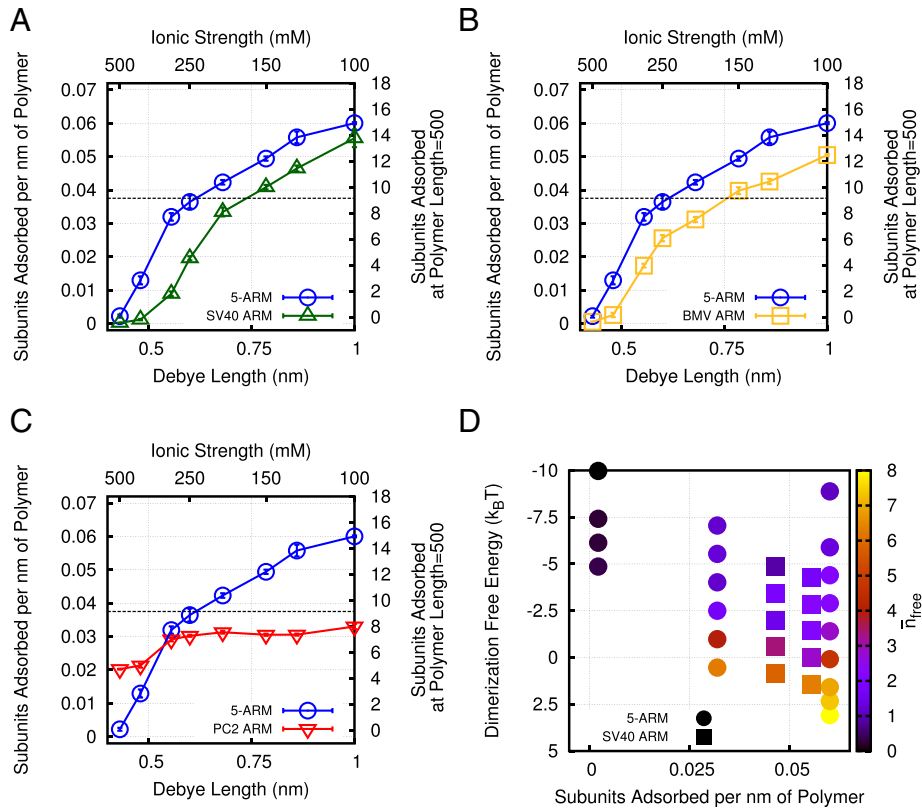 A
Ionic Strength (mM)
500 250 150 100
Subunits Adsorbed per nm of Polymer
0.07
0.06
0.05
0.04
0.03
0.02
0.01
0
18
16
14
12
10
8
6
4
2
0
Subunits Adsorbed
at Polymer Length=500
5-ARM
SV40 ARM
0.5 0.75 1
Debye Length (nm)
B
Ionic Strength (mM)
500 250 150 100
Subunits Adsorbed per nm of Polymer
0.07
0.06
0.05
0.04
0.03
0.02
0.01
0
18
16
14
12
10
8
6
4
2
0
Subunits Adsorbed
at Polymer Length=500
5-ARM
BMV ARM
0.5 0.75 1
Debye Length (nm)
C
Ionic Strength (mM)
500 250 150 100
Subunits Adsorbed per nm of Polymer
0.07
0.06
0.05
0.04
0.03
0.02
0.01
0
18
16
14
12
10
8
6
4
2
0
Subunits Adsorbed
at Polymer Length=500
5-ARM
PC2 ARM
0.5 0.75 1
Debye Length (nm)
D
Dimerization Free Energy (k_BT)
-10
-7.5
-5
-2.5
0
2.5
5
5-ARM
SV40 ARM
0 0.025 0.05
Subunits Adsorbed per nm of Polymer
8
7
6
5
4
3
2
1
0
n̄_free